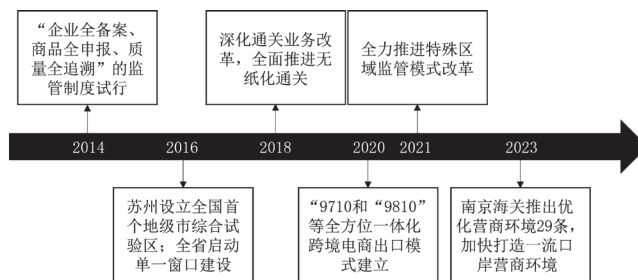 “企业全备案、
商品全申报、质
量全追溯”的监
管制度试行
深化通关业务改
革，全面推进无
纸化通关
全力推进特殊区
域监管模式改革
2014
2016
2018
2020
2021
2023
苏州设立全国首
个地级市综合试
验区；全省启动
单一窗口建设
“9710和“9810”
等全方位一体化
跨境电商出口模
式建立
南京海关推出优
化营商环境29条，
加快打造一流口
岸营商环境